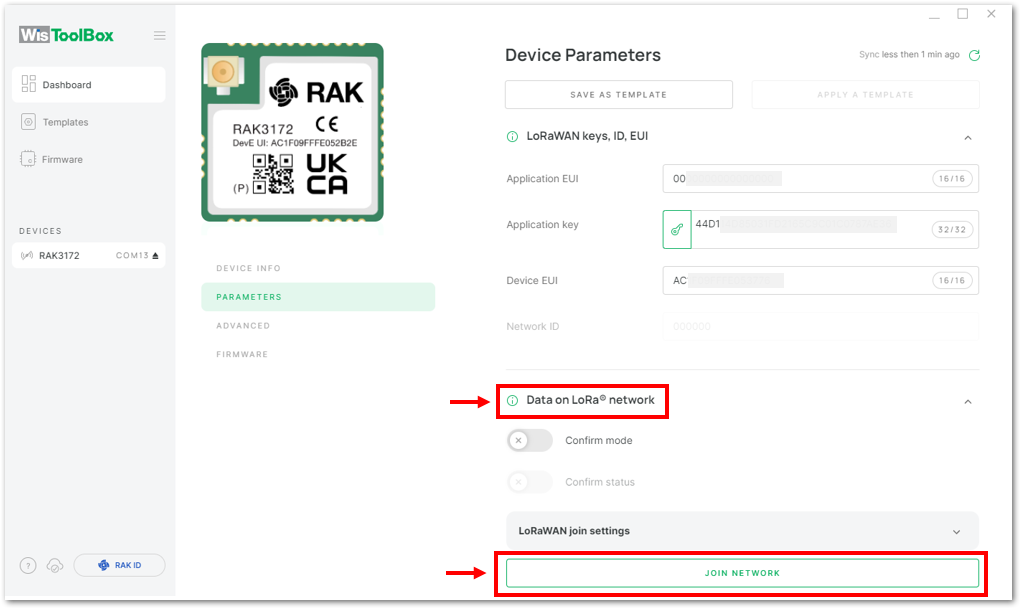 WisToolBox
Dashboard
Templates
Firmware
DEVICES
RAK3172 COM13
?
RAK ID
RAK
RAK3172
CE
DevE UI: AC1F09FFFE052B2E
(P)
UK
CA
DEVICE INFO
PARAMETERS
ADVANCED
FIRMWARE
Device Parameters
Sync less then 1 min ago
SAVE AS TEMPLATE
APPLY A TEMPLATE
LoRaWAN keys, ID, EUI
Application EUI 00 16/16
Application key 44D1 32/32
Device EUI AC 16/16
Network ID 000000
Data on LoRa® network
Confirm mode
Confirm status
LoRaWAN join settings
JOIN NETWORK